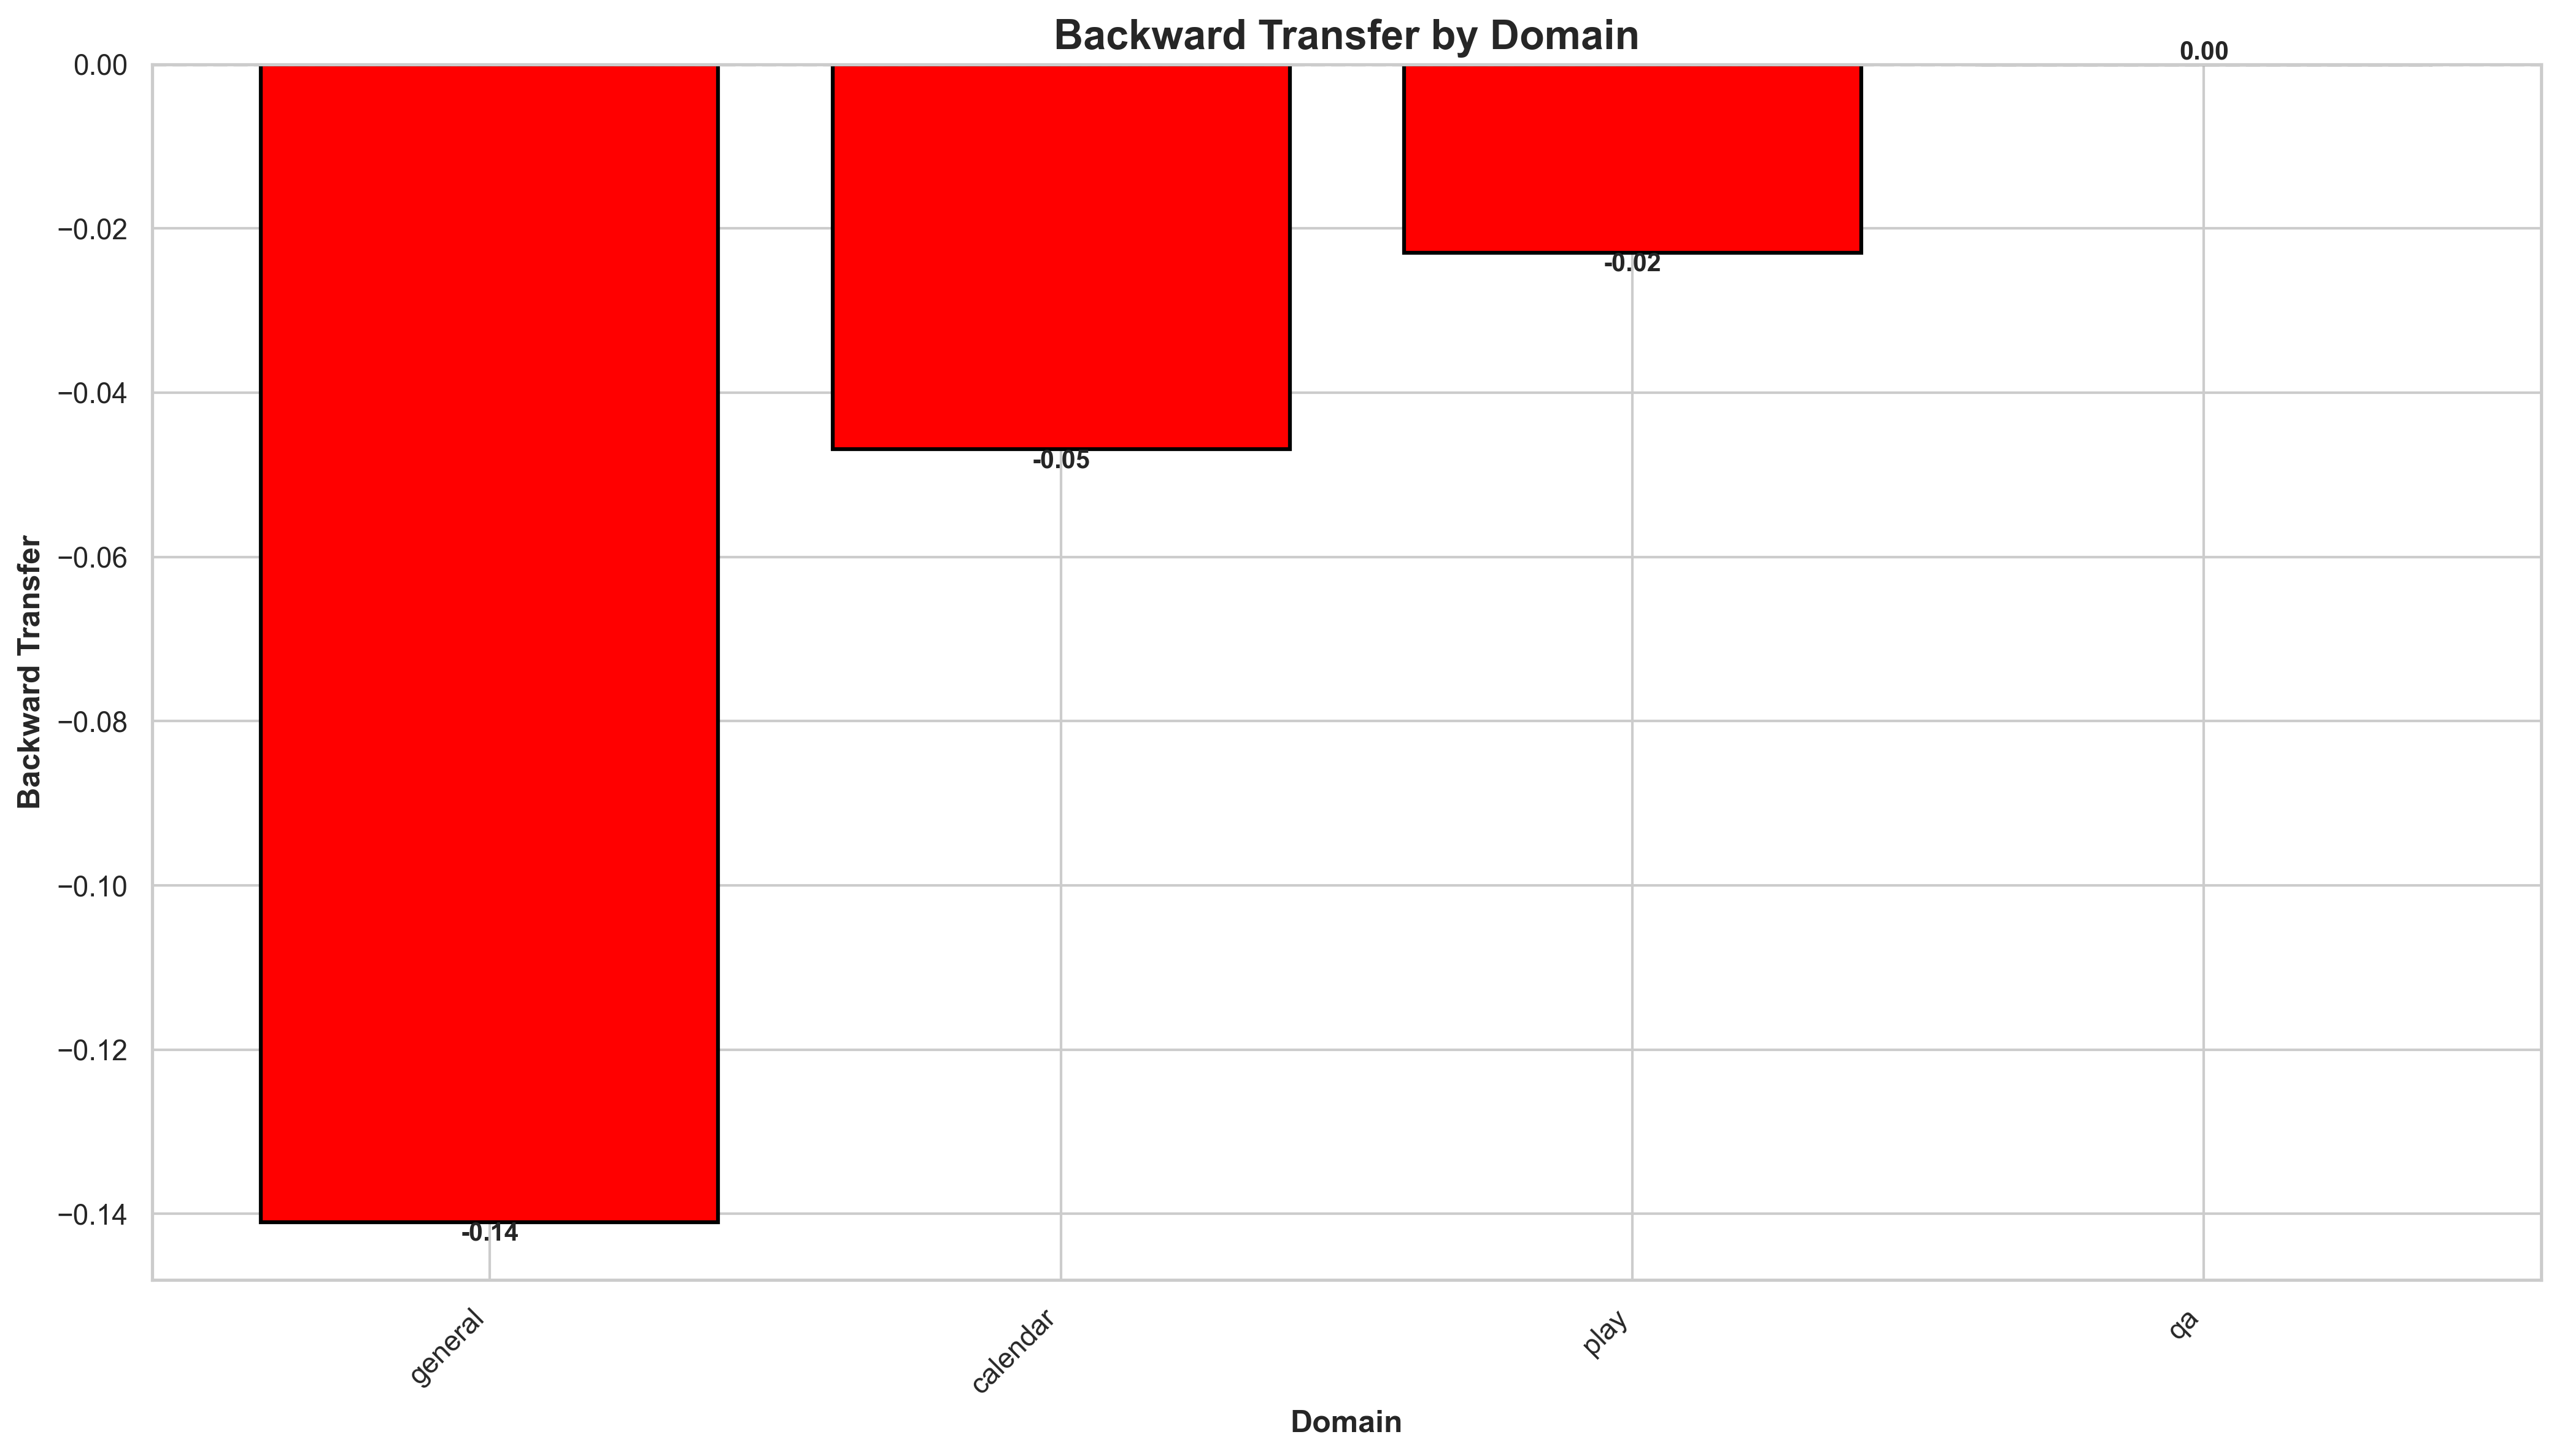 Backward Transfer by Domain
0.00
0.00
−0.02
-0.02
−0.04
-0.05
−0.06
−0.08
−0.10
−0.12
−0.14
-0.14
Backward Transfer
general
calendar
play
qa
Domain